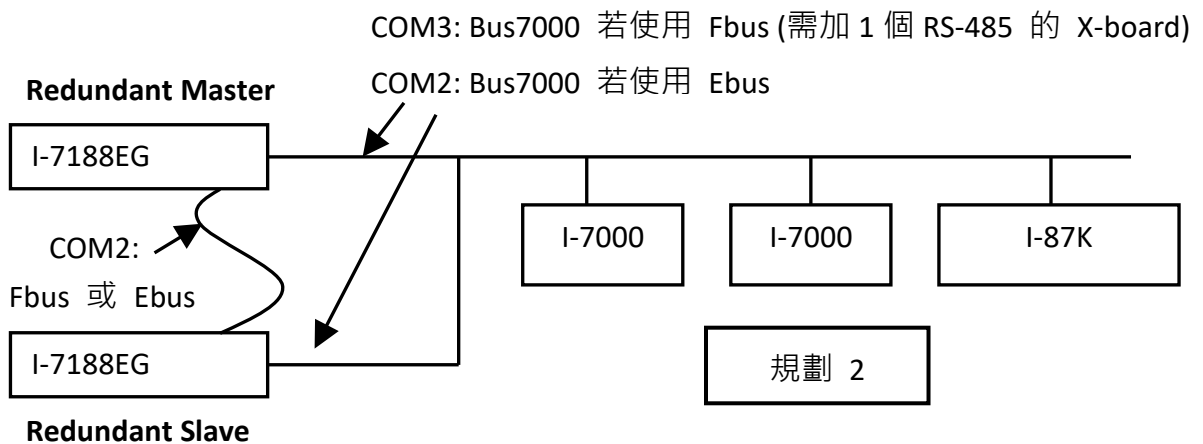 COM3: Bus7000 若使用 Fbus (需加 1 個 RS-485 的 X-board)
COM2: Bus7000 若使用 Ebus
Redundant Master
I-7188EG
COM2:
Fbus 或 Ebus
I-7188EG
Redundant Slave
I-7000
I-7000
I-87K
規劃 2